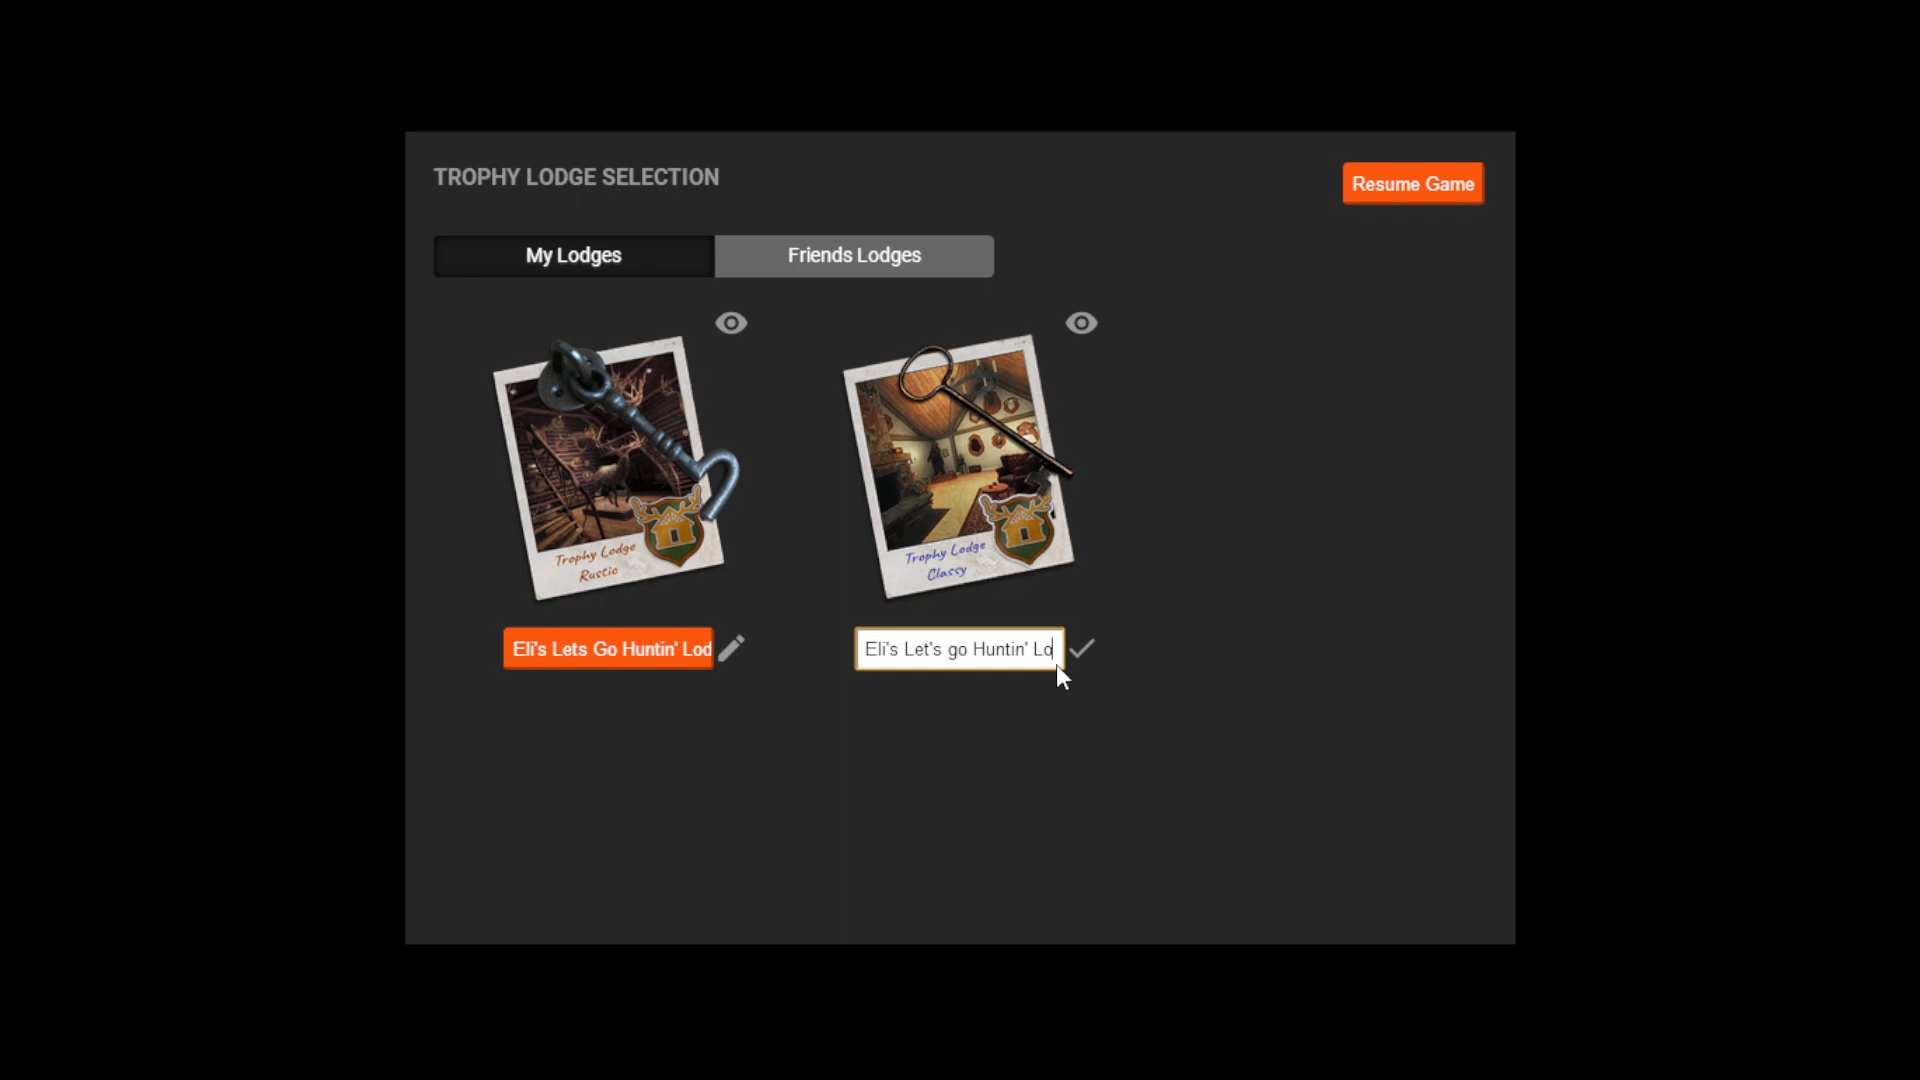 TROPHY LODGE SELECTION
Resume Game
My Lodges
Friends Lodges
Trophy Lodge
Rustic
Trophy Lodge
Classy
Eli's Lets Go Huntin' Lod
Eli's Let's go Huntin' Lo